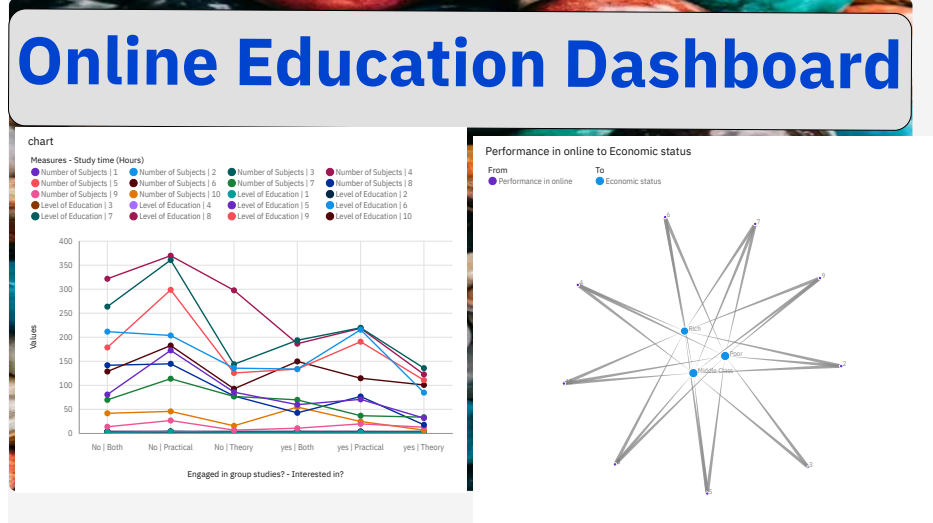 Online Education Dashboard
chart
Measures - Study time (Hours)
Number of Subjects | 1 Number of Subjects | 2 Number of Subjects | 3 Number of Subjects | 4
Number of Subjects | 5 Number of Subjects | 6 Number of Subjects | 7 Number of Subjects | 8
Number of Subjects | 9 Number of Subjects | 10 Level of Education | 1 Level of Education | 2
Level of Education | 3 Level of Education | 4 Level of Education | 5 Level of Education | 6
Level of Education | 7 Level of Education | 8 Level of Education | 9 Level of Education | 10
400
350
300
250
200
150
100
50
0
Values
No | Both No | Practical No | Theory yes | Both yes | Practical yes | Theory
Engaged in group studies? - Interested in?
Performance in online to Economic status
From To
Performance in online Economic status
6
7
9
Rich
Poor
2
Middle Class
3